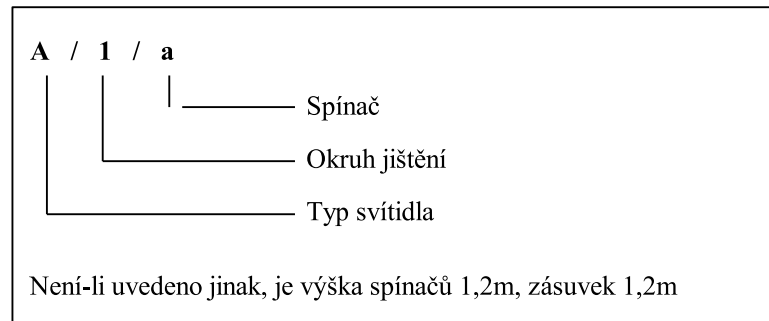 A / 1 / a
Spínač
Okruh jištění
Typ svítidla
Není-li uvedeno jinak, je výška spínačů 1,2m, zásuvek 1,2m